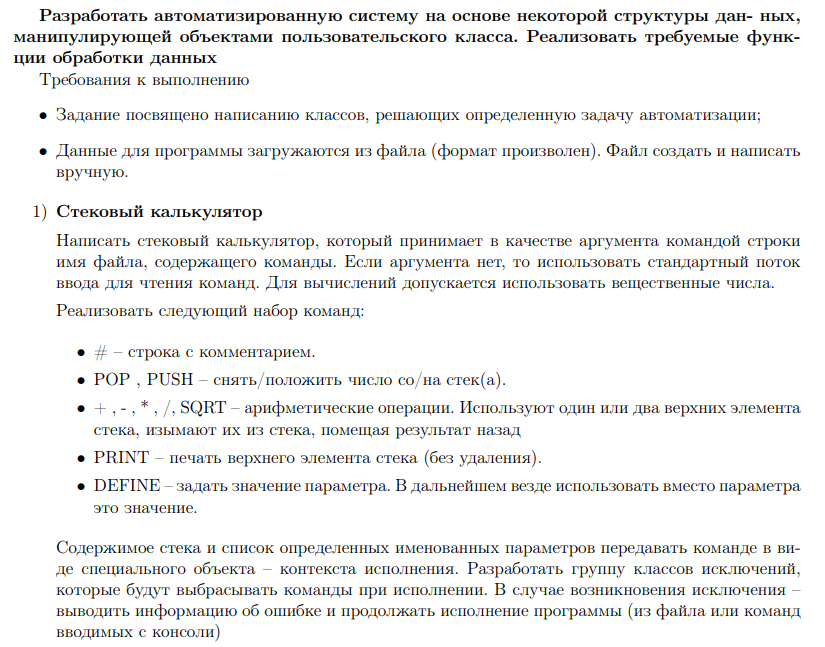 Разработать автоматизированную систему на основе некоторой структуры дан- ных,
манипулирующей объектами пользовательского класса. Реализовать требуемые функ-
ции обработки данных
Требования к выполнению
• Задание посвящено написанию классов, решающих определенную задачу автоматизации;
• Данные для программы загружаются из файла (формат произволен). Файл создать и написать
вручную.
1) Стековый калькулятор
Написать стековый калькулятор, который принимает в качестве аргумента командой строки
имя файла, содержащего команды. Если аргумента нет, то использовать стандартный поток
ввода для чтения команд. Для вычислений допускается использовать вещественные числа.
Реализовать следующий набор команд:
• # – строка с комментарием.
• POP , PUSH – снять/положить число со/на стек(а).
• + , - , * , /, SQRT – арифметические операции. Используют один или два верхних элемента
стека, изымают их из стека, помещая результат назад
• PRINT – печать верхнего элемента стека (без удаления).
• DEFINE – задать значение параметра. В дальнейшем везде использовать вместо параметра
это значение.
Содержимое стека и список определенных именованных параметров передавать команде в ви-
де специального объекта – контекста исполнения. Разработать группу классов исключений,
которые будут выбрасывать команды при исполнении. В случае возникновения исключения –
выводить информацию об ошибке и продолжать исполнение программы (из файла или команд
вводимых с консоли)